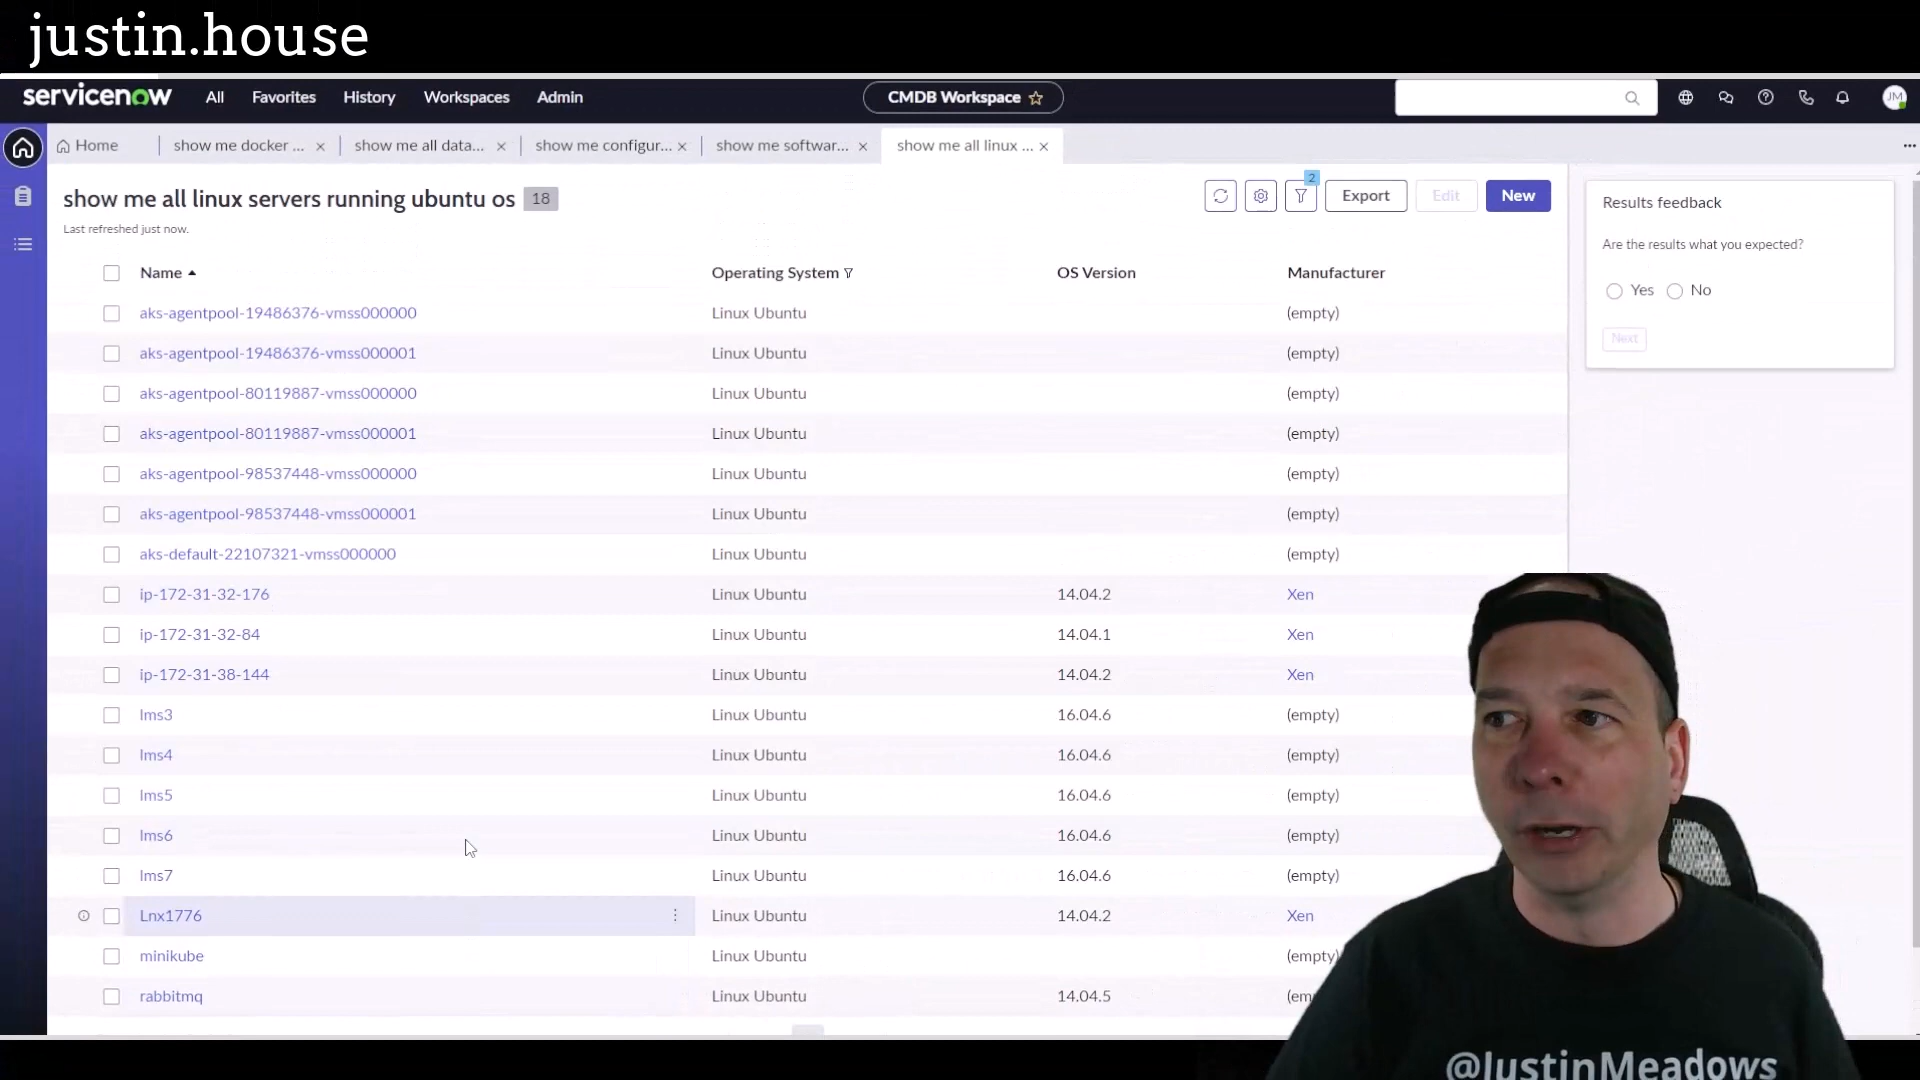 justin.house
servicenow All Favorites History Workspaces Admin CMDB Workspace JM
Home show me docker ... show me all data... show me configur... show me softwar... show me all linux ...
show me all linux servers running ubuntu os 18 2 Export Edit New
Last refreshed just now.
Name Operating System OS Version Manufacturer
aks-agentpool-19486376-vmss000000 Linux Ubuntu (empty)
aks-agentpool-19486376-vmss000001 Linux Ubuntu (empty)
aks-agentpool-80119887-vmss000000 Linux Ubuntu (empty)
aks-agentpool-80119887-vmss000001 Linux Ubuntu (empty)
aks-agentpool-98537448-vmss000000 Linux Ubuntu (empty)
aks-agentpool-98537448-vmss000001 Linux Ubuntu (empty)
aks-default-22107321-vmss000000 Linux Ubuntu (empty)
ip-172-31-32-176 Linux Ubuntu 14.04.2 Xen
ip-172-31-32-84 Linux Ubuntu 14.04.1 Xen
ip-172-31-38-144 Linux Ubuntu 14.04.2 Xen
lms3 Linux Ubuntu 16.04.6 (empty)
lms4 Linux Ubuntu 16.04.6 (empty)
lms5 Linux Ubuntu 16.04.6 (empty)
lms6 Linux Ubuntu 16.04.6 (empty)
lms7 Linux Ubuntu 16.04.6 (empty)
Lnx1776 Linux Ubuntu 14.04.2 Xen
minikube Linux Ubuntu (empty)
rabbitmq Linux Ubuntu 14.04.5 (em
Results feedback
Are the results what you expected?
Yes No
Next
@JustinMeadows